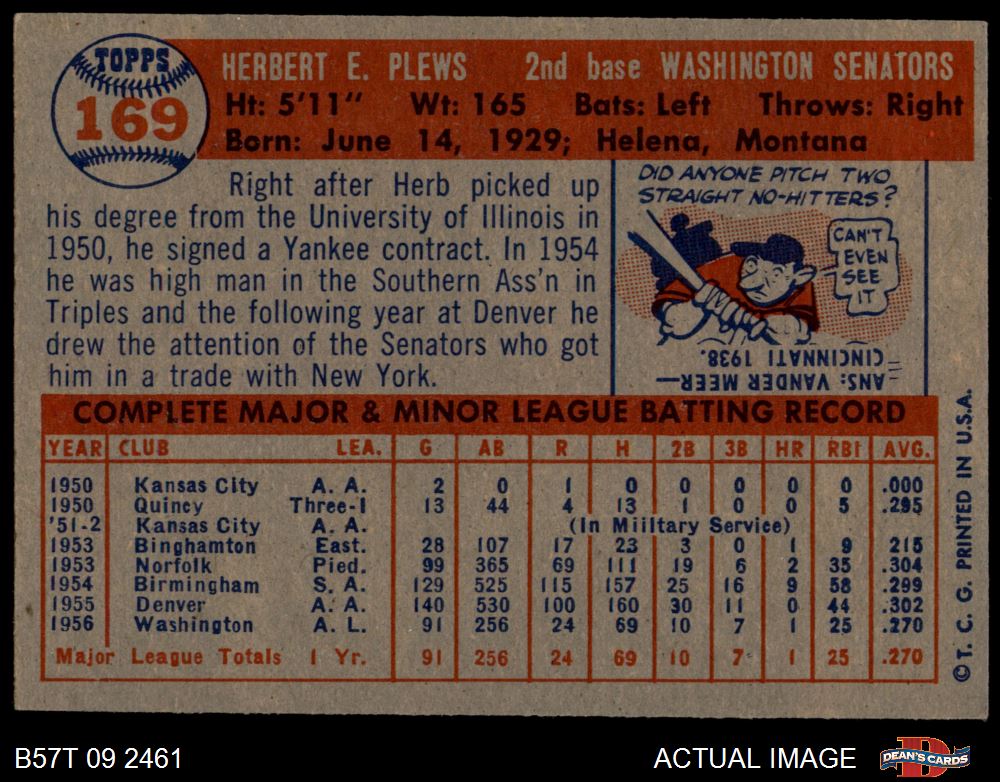 TOPPS
169
HERBERT E. PLEWS 2nd base WASHINGTON SENATORS
Ht: 5'11" Wt: 165 Bats: Left Throws: Right
Born: June 14, 1929; Helena, Montana
Right after Herb picked up
his degree from the University of Illinois in
1950, he signed a Yankee contract. In 1954
he was high man in the Southern Ass'n in
Triples and the following year at Denver he
drew the attention of the Senators who got
him in a trade with New York.
DID ANYONE PITCH TWO
STRAIGHT NO-HITTERS?
CAN'T
EVEN
SEE
IT
ANS: VANDER MEER—
CINCINNATI 1938.
COMPLETE MAJOR & MINOR LEAGUE BATTING RECORD
YEAR CLUB LEA. G AB R H 2B 3B HR RBI AVG.
1950 Kansas City A. A. 2 0 1 0 0 0 0 0 .000
1950 Quincy Three-I 13 44 4 13 1 0 0 5 .295
'51-2 Kansas City A. A. (In Military Service)
1953 Binghamton East. 28 107 17 23 3 0 1 9 .215
1953 Norfolk Pied. 99 365 69 111 19 6 2 35 .304
1954 Birmingham S. A. 129 525 115 157 25 16 9 58 .299
1955 Denver A. A. 140 530 100 160 30 11 0 44 .302
1956 Washington A. L. 91 256 24 69 10 7 1 25 .270
Major League Totals 1 Yr. 91 256 24 69 10 7 1 25 .270
© T. C. G. PRINTED IN U.S.A.
B57T 09 2461
ACTUAL IMAGE
DEAN'S CARDS